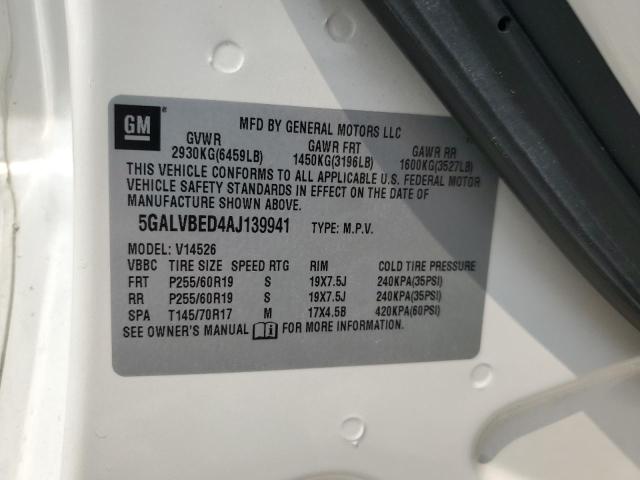 GM
MFD BY GENERAL MOTORS LLC
GVWR GAWR FRT GAWR RR
2930KG(6459LB) 1450KG(3196LB) 1600KG(3527LB)
THIS VEHICLE CONFORMS TO ALL APPLICABLE U.S. FEDERAL MOTOR
VEHICLE SAFETY STANDARDS IN EFFECT ON THE DATE OF
MANUFACTURE SHOWN ABOVE.
5GALVBED4AJ139941 TYPE: M.P.V.
MODEL: V14526
VBBC TIRE SIZE SPEED RTG RIM COLD TIRE PRESSURE
FRT P255/60R19 S 19X7.5J 240KPA(35PSI)
RR P255/60R19 S 19X7.5J 240KPA(35PSI)
SPA T145/70R17 M 17X4.5B 420KPA(60PSI)
SEE OWNER'S MANUAL FOR MORE INFORMATION.